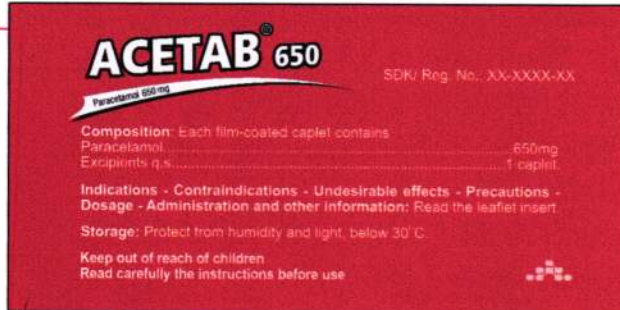 ACETAB® 650
Paracetamol 650 mg
SDK/ Reg. No.: XX-XXXX-XX
Composition: Each film-coated caplet contains
Paracetamol..........................................................................650mg
Excipients q.s.......................................................................1 caplet.
Indications - Contraindications - Undesirable effects - Precautions -
Dosage - Administration and other information: Read the leaflet insert.
Storage: Protect from humidity and light, below 30°C.
Keep out of reach of children
Read carefully the instructions before use